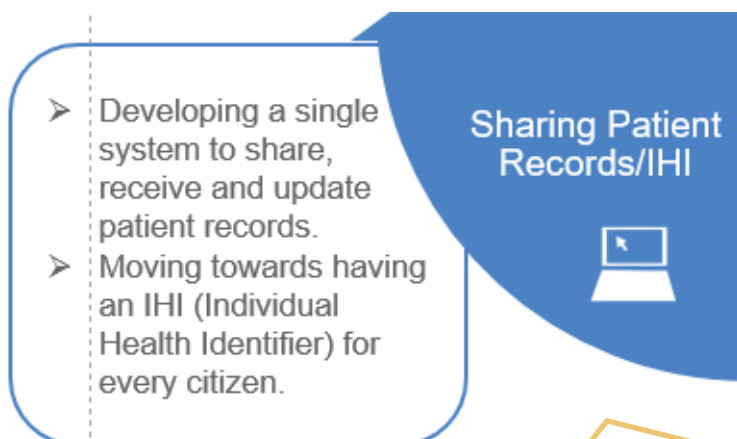 ➢ Developing a single
system to share,
receive and update
patient records.
➢ Moving towards having
an IHI (Individual
Health Identifier) for
every citizen.
Sharing Patient
Records/IHI